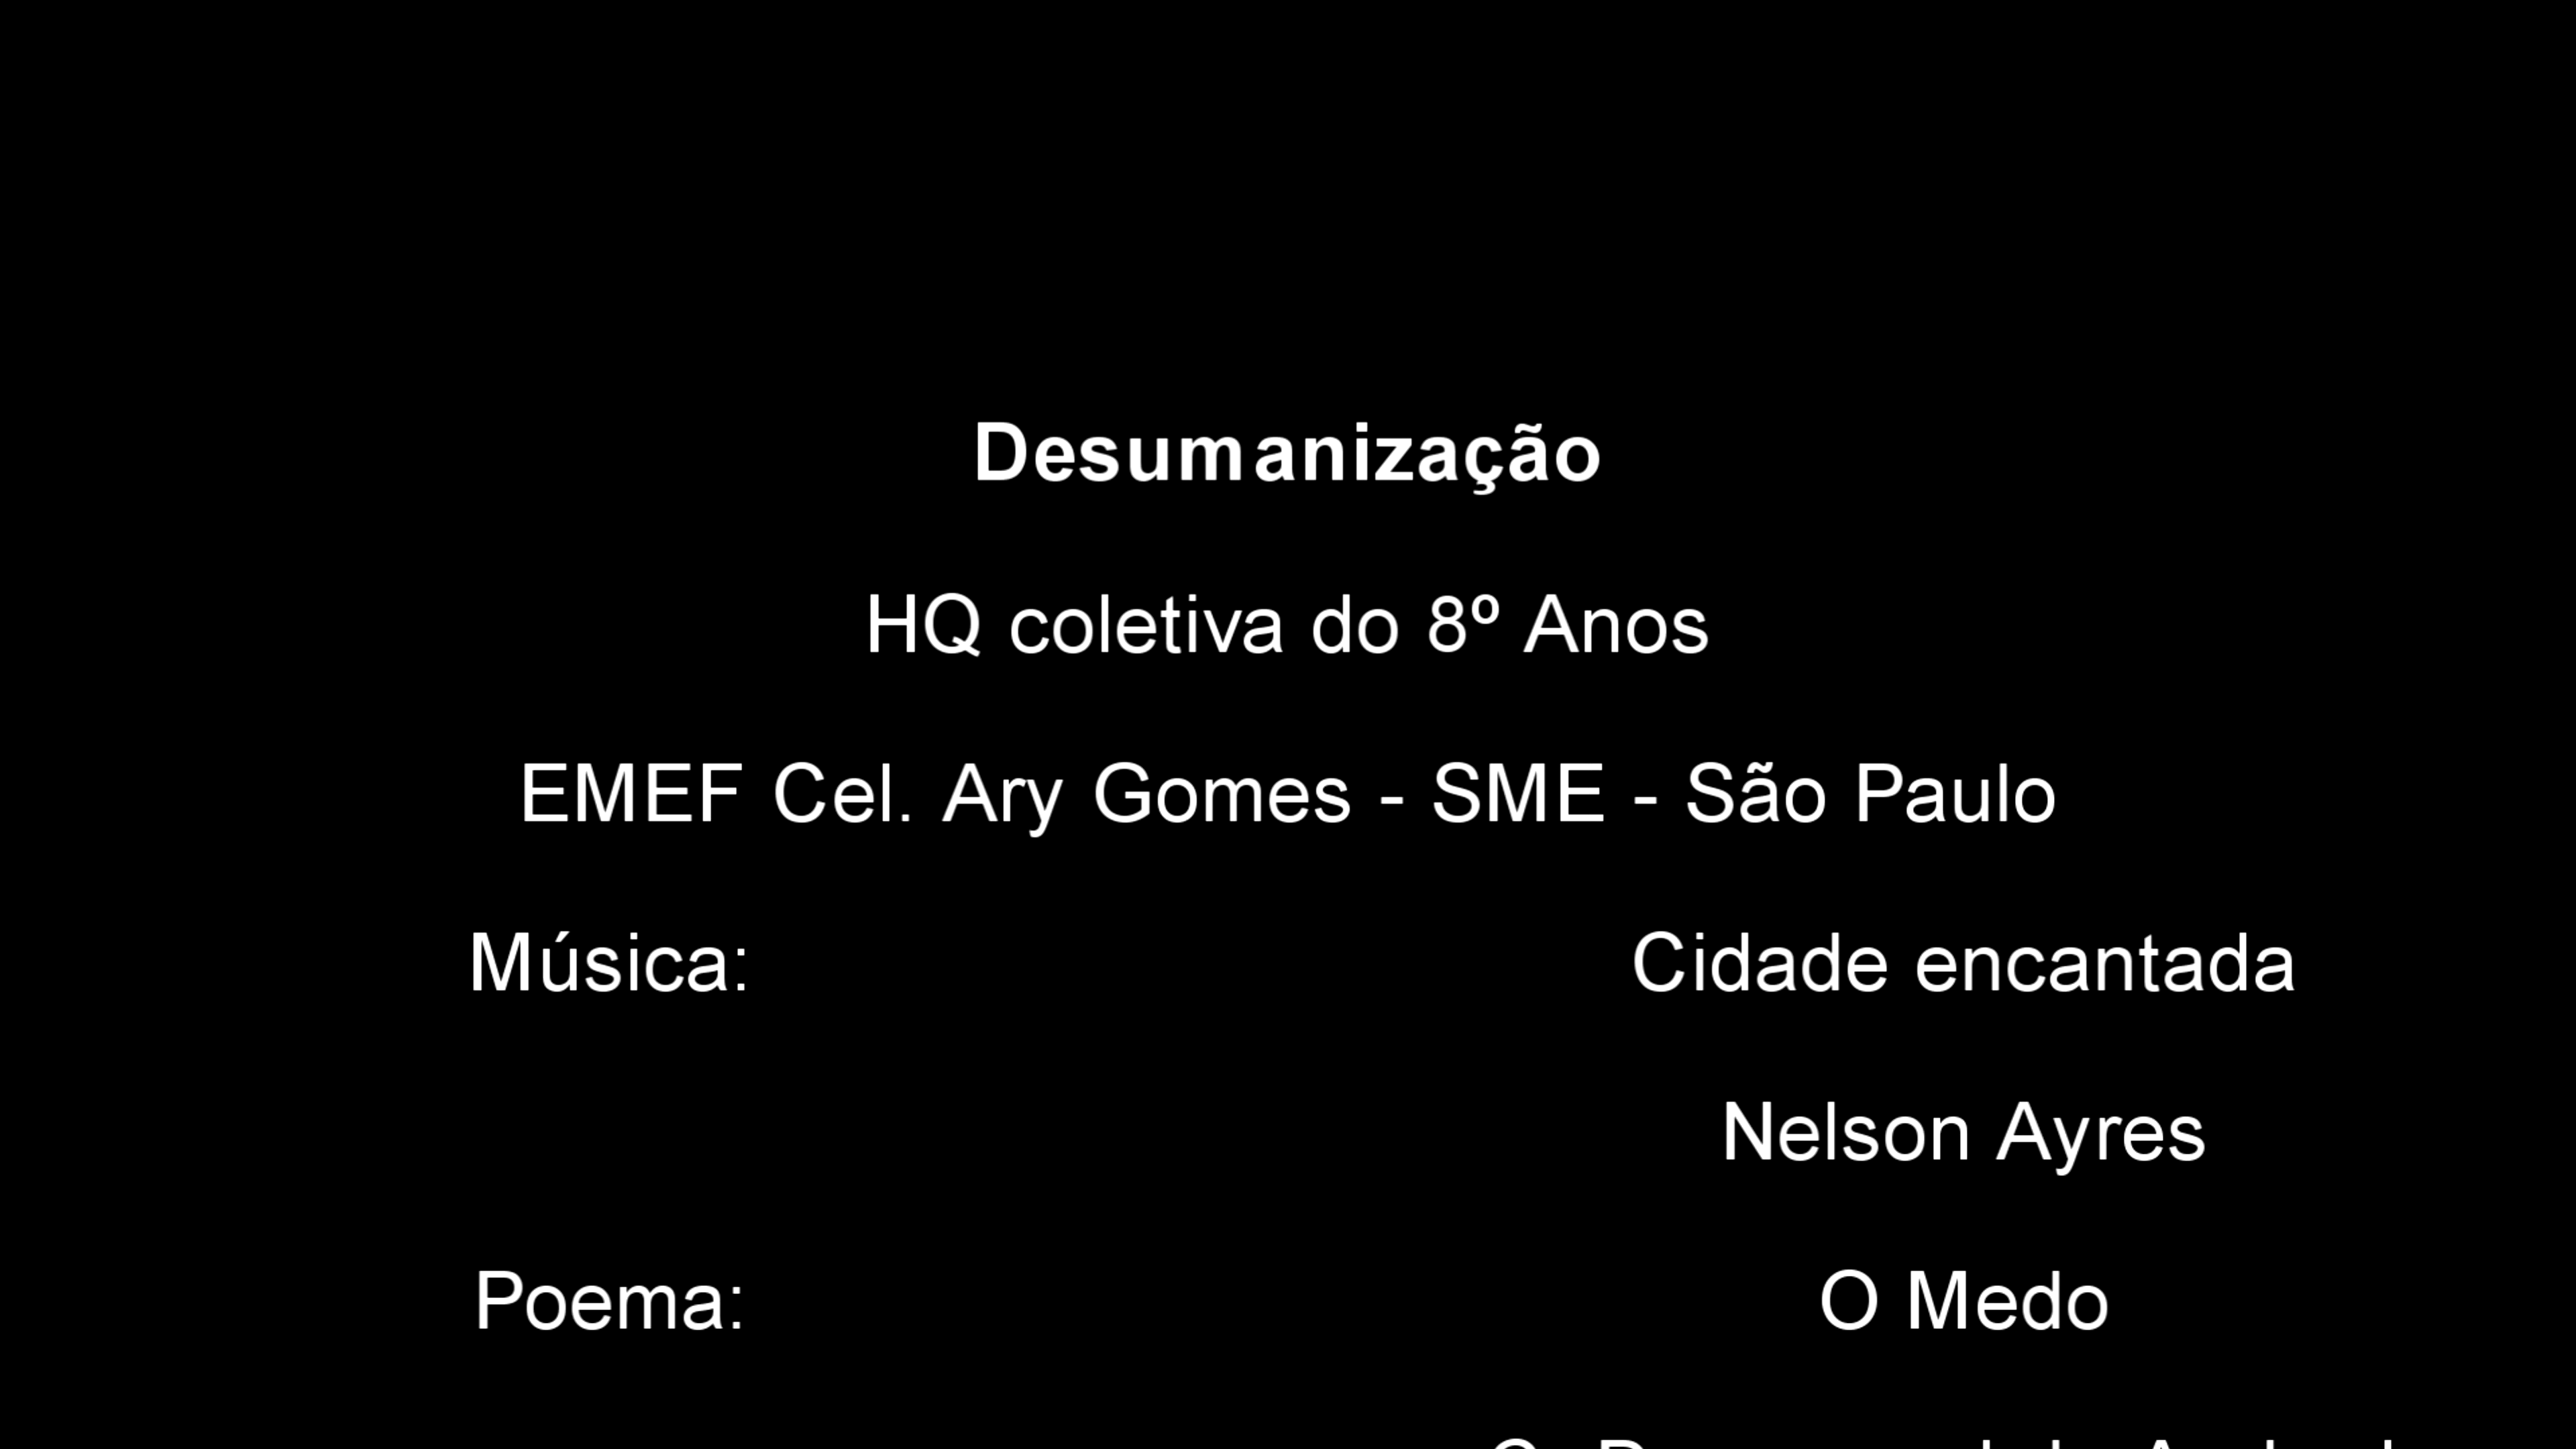 Desumanização
HQ coletiva do 8º Anos
EMEF Cel. Ary Gomes - SME - São Paulo
Música: Cidade encantada
Nelson Ayres
Poema: O Medo